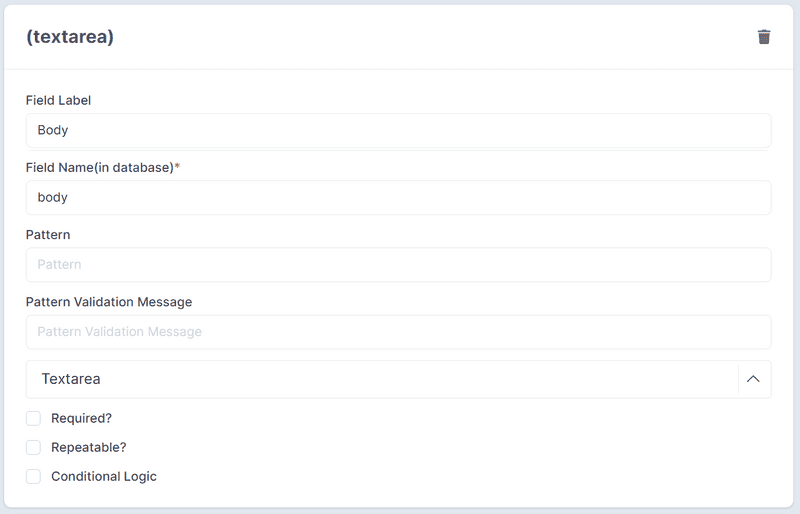 (textarea)
Field Label
Body
Field Name(in database)*
body
Pattern
Pattern
Pattern Validation Message
Pattern Validation Message
Textarea
Required?
Repeatable?
Conditional Logic